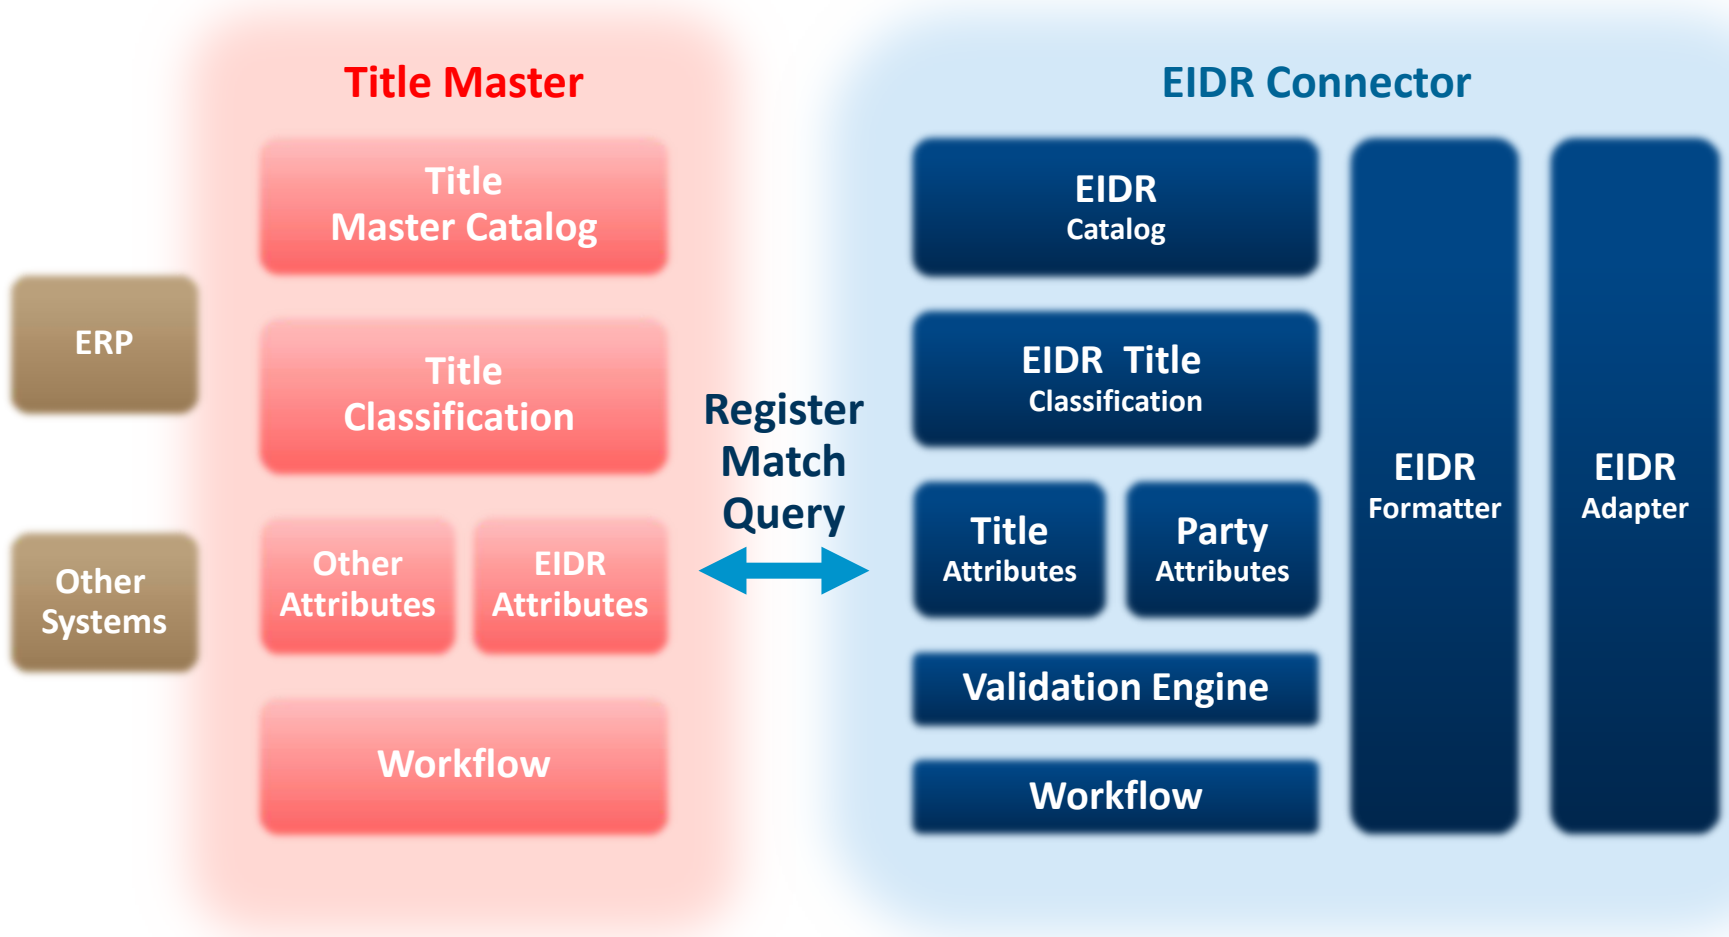 Title Master
Title
Master Catalog
Title
Classification
Other
Attributes
EIDR
Attributes
Workflow
ERP
Other
Systems
Register
Match
Query
EIDR Connector
EIDR
Catalog
EIDR Title
Classification
Title
Attributes
Party
Attributes
Validation Engine
Workflow
EIDR
Formatter
EIDR
Adapter